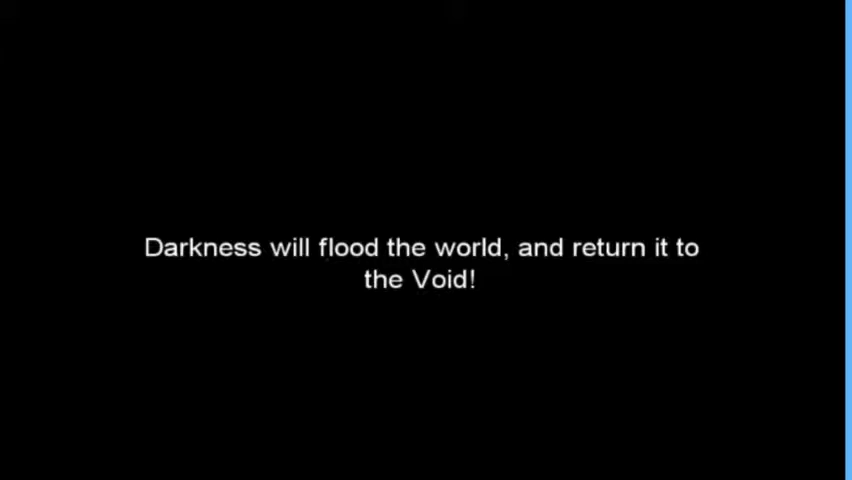 Darkness will flood the world, and return it to
the Void!